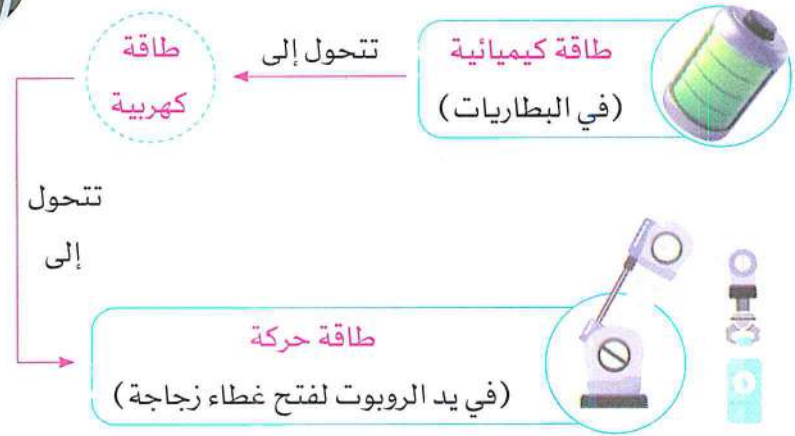 طاقة كيميائية
(في البطاريات)
تتحول إلى
طاقة
كهربية
تتحول
إلى
طاقة حركة
(في يد الروبوت لفتح غطاء زجاجة)